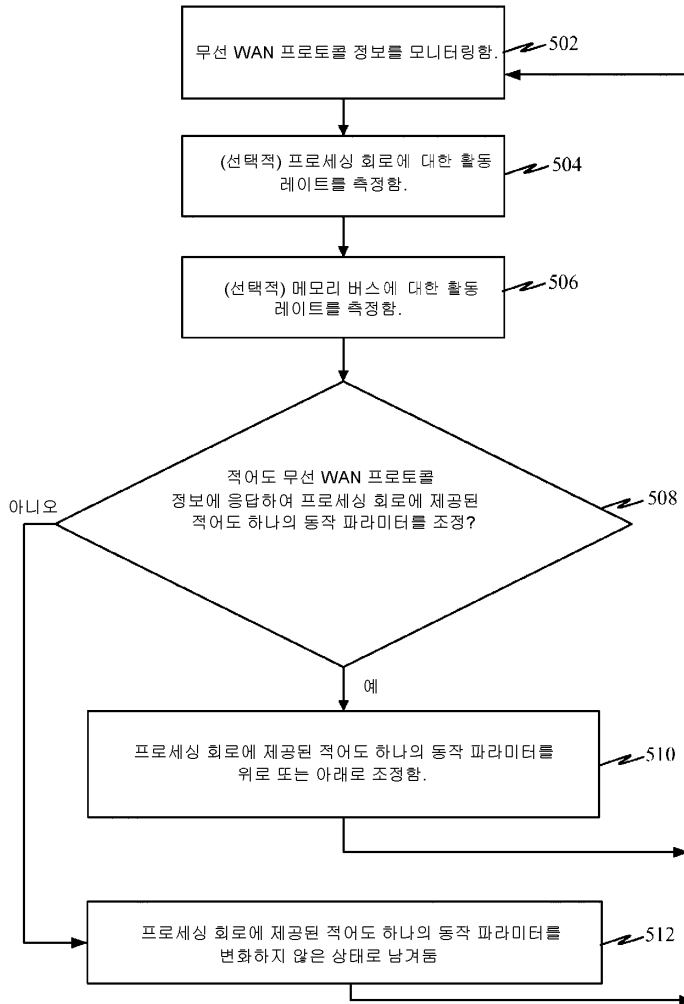 무선 WAN 프로토콜 정보를 모니터링함.
502
(선택적) 프로세싱 회로에 대한 활동
레이트를 측정함.
504
(선택적) 메모리 버스에 대한 활동
레이트를 측정함.
506
적어도 무선 WAN 프로토콜
정보에 응답하여 프로세싱 회로에 제공된
적어도 하나의 동작 파라미터를 조정?
508
아니오
예
프로세싱 회로에 제공된 적어도 하나의 동작 파라미터를
위로 또는 아래로 조정함.
510
프로세싱 회로에 제공된 적어도 하나의 동작 파라미터를
변화하지 않은 상태로 남겨둠
512